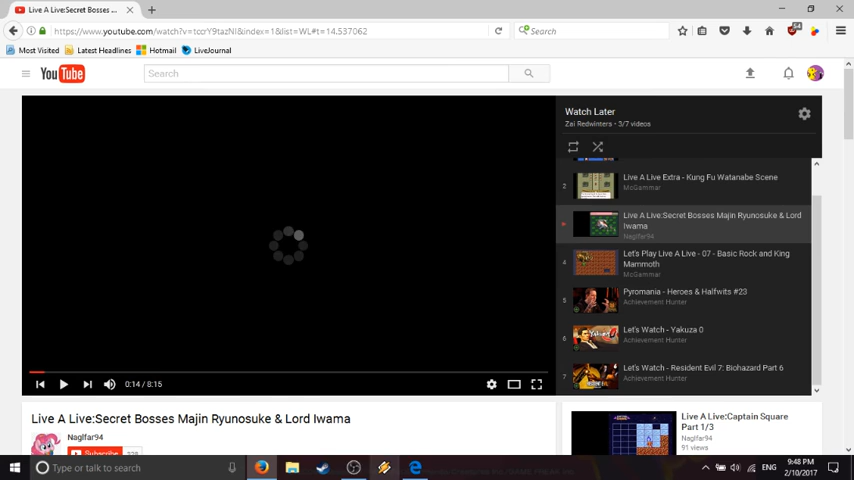 Live A Live:Secret Bosses ...
https://www.youtube.com/watch?v=tccrY9tazNI&index=1&list=WL#t=14.537062
Search
64
Most Visited
Latest Headlines
Hotmail
LiveJournal
YouTube
Search
Watch Later
Zai Redwinters • 3/7 videos
2
Live A Live Extra - Kung Fu Watanabe Scene
McGammar
Live A Live:Secret Bosses Majin Ryunosuke & Lord
Iwama
Naglfar94
4
Let's Play Live A Live - 07 - Basic Rock and King
Mammoth
McGammar
5
Pyromania - Heroes & Halfwits #23
Achievement Hunter
6
Let's Watch - Yakuza 0
Achievement Hunter
7
Let's Watch - Resident Evil 7: Biohazard Part 6
Achievement Hunter
0:14 / 8:15
Live A Live:Secret Bosses Majin Ryunosuke & Lord Iwama
Naglfar94
Subscribe
Live A Live:Captain Square
Part 1/3
Naglfar94
91 views
Type or talk to search
ENG
9:48 PM
2/10/2017